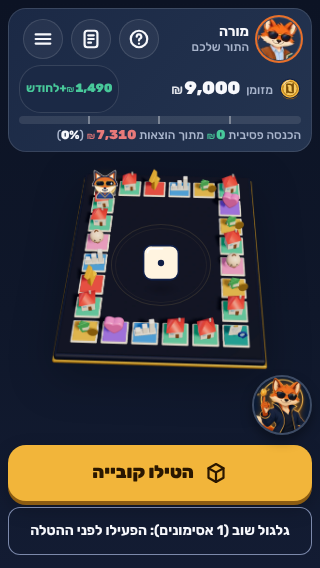 מורה
התור שלכם
מזומן 9,000 ₪
+1,490₪ לחודש
הכנסה פסיבית 0 ₪ מתוך הוצאות 7,310 ₪ (0%)
הטילו קובייה
גלגול שוב (1 אסימונים): הפעילו לפני ההטלה